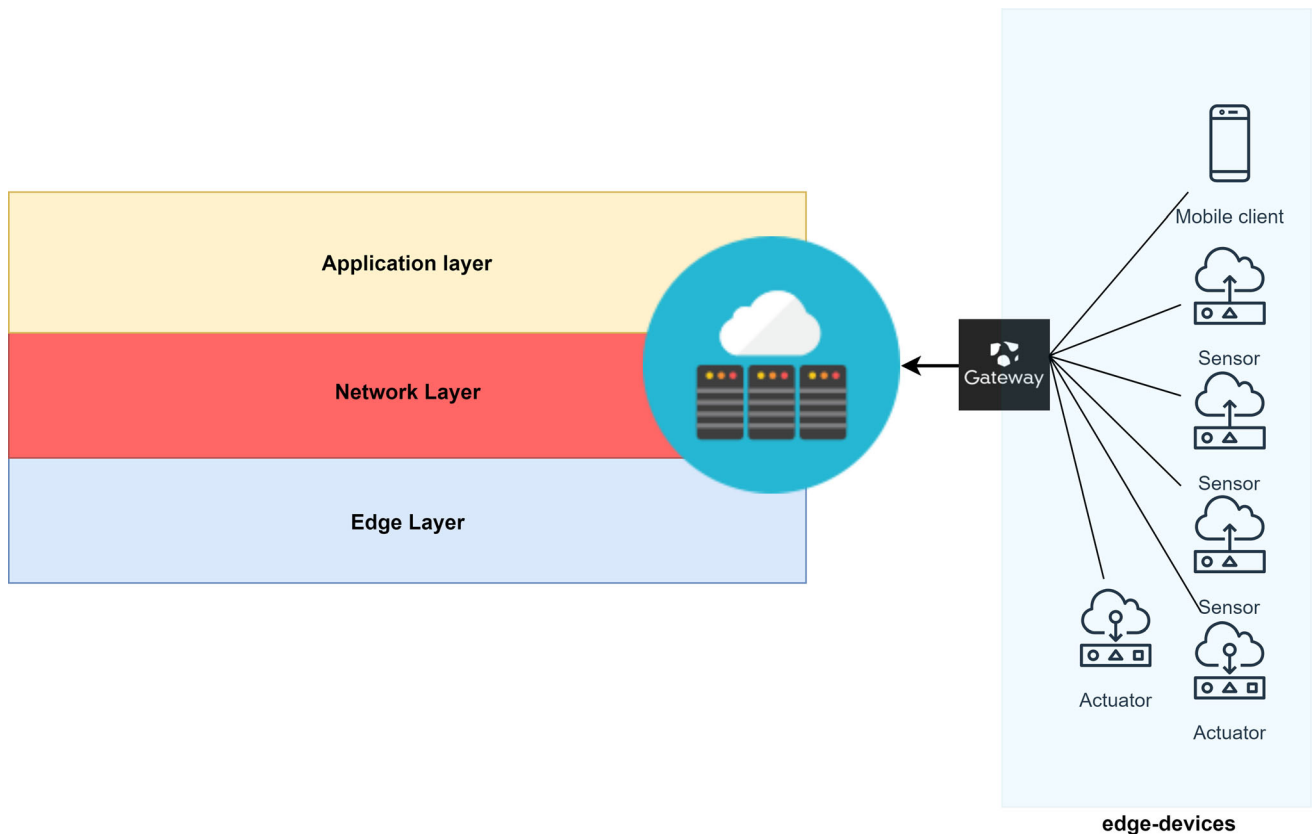 Application layer
Network Layer
Edge Layer
Gateway
Mobile client
Sensor
Sensor
Sensor
Actuator
Actuator
edge-devices